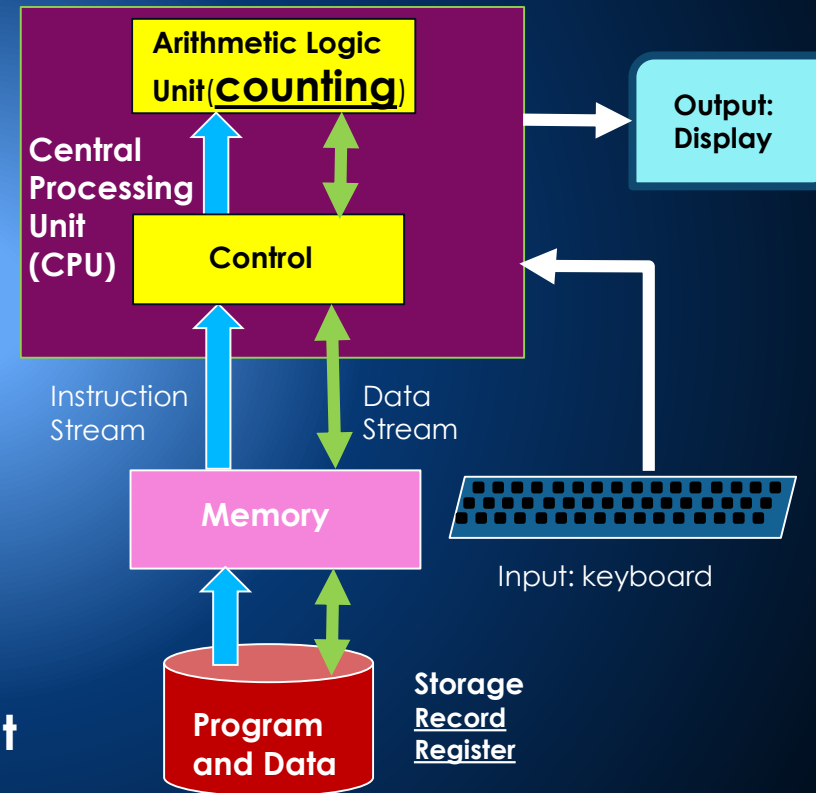 Arithmetic Logic
Unit(counting)
Output:
Display
Central
Processing
Unit
(CPU)
Control
Instruction
Stream
Data
Stream
Memory
Input: keyboard
Storage
Record
Register
Program
and Data
t